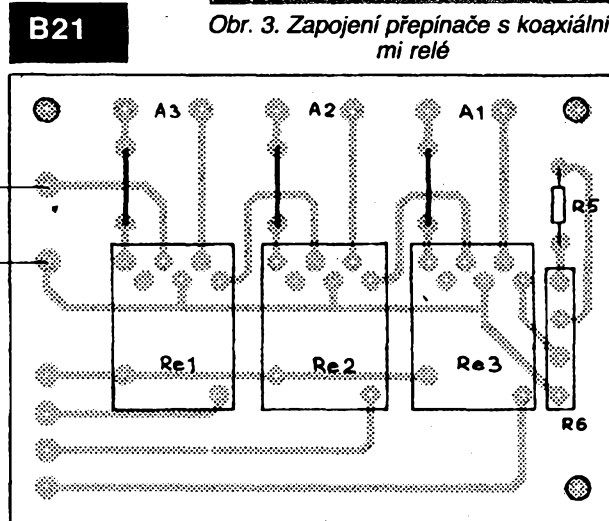 B21
Obr. 3. Zapojení přepínače s koaxiální
mi relé
A3 A2 A1
R5
Re1 Re2 Re3
R6